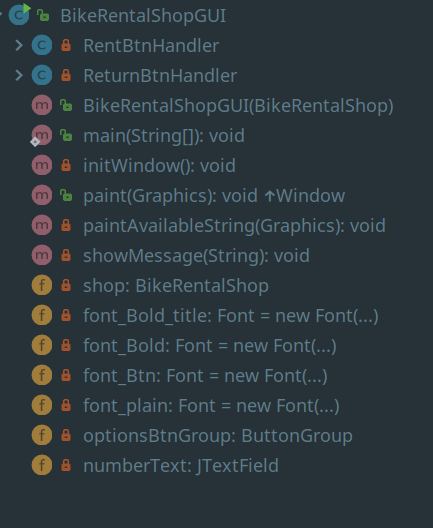 BikeRentalShopGUI
RentBtnHandler
ReturnBtnHandler
BikeRentalShopGUI(BikeRentalShop)
main(String[]): void
initWindow(): void
paint(Graphics): void ↑Window
paintAvailableString(Graphics): void
showMessage(String): void
shop: BikeRentalShop
font_Bold_title: Font = new Font(...)
font_Bold: Font = new Font(...)
font_Btn: Font = new Font(...)
font_plain: Font = new Font(...)
optionsBtnGroup: ButtonGroup
numberText: JTextField